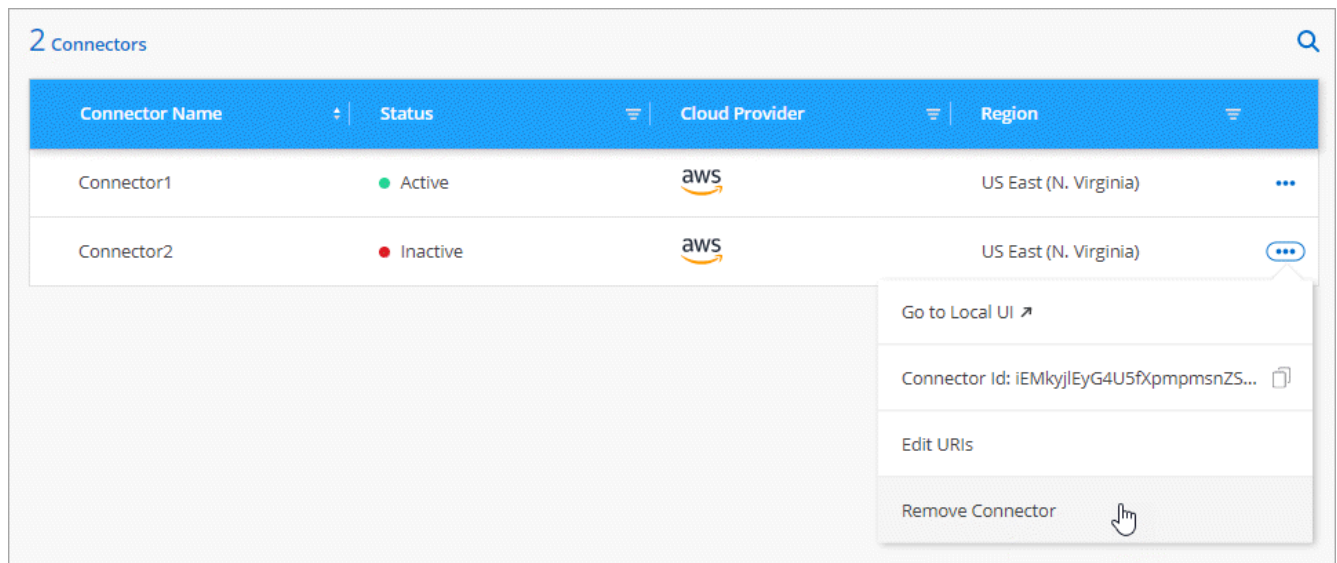 2 Connectors
Connector Name Status Cloud Provider Region
Connector1 Active aws US East (N. Virginia)
Connector2 Inactive aws US East (N. Virginia)
Go to Local UI
Connector Id: iEMkyjlEyG4U5fXpmpmsnZS...
Edit URIs
Remove Connector